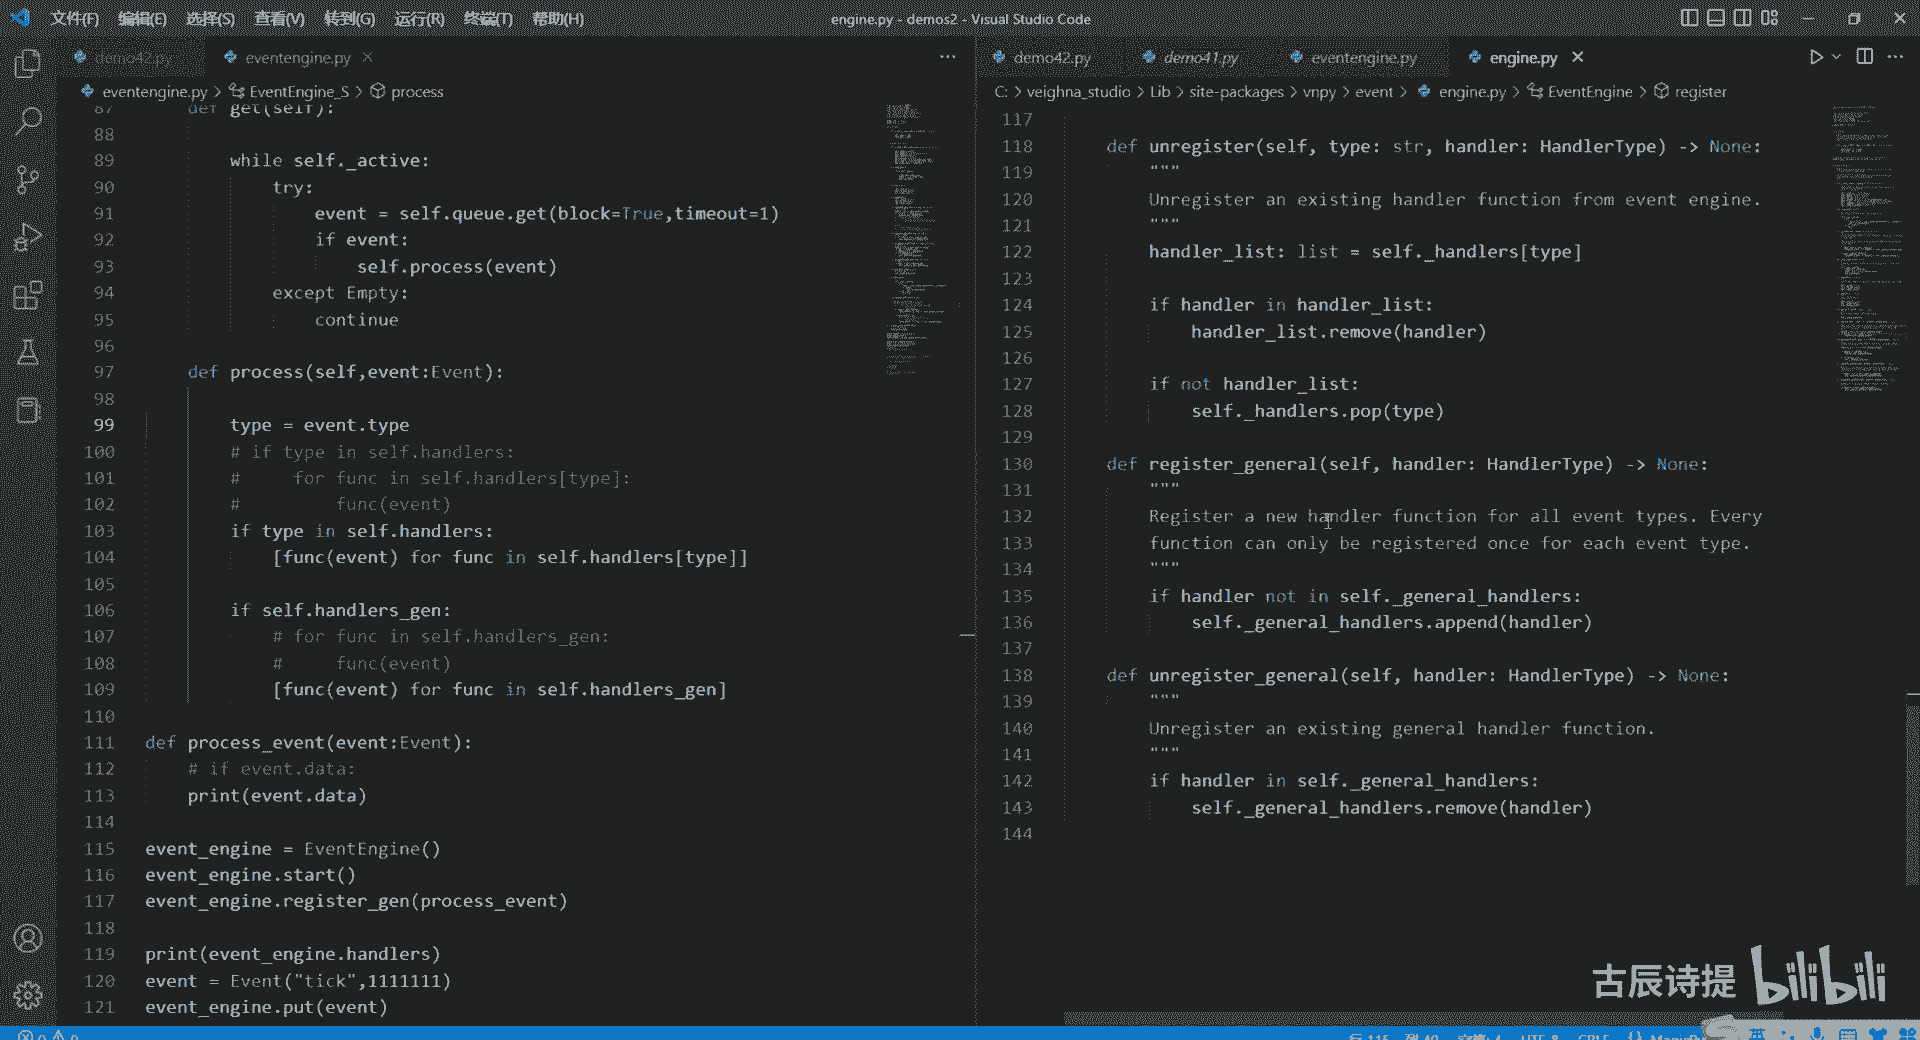 文件(F) 编辑(E) 选择(S) 查看(V) 转到(G) 运行(R) 终端(T) 帮助(H)
engine.py - demos2 - Visual Studio Code
demo42.py
eventengine.py
eventengine.py > EventEngine_S > process
87 def get(self):
88
89 while self._active:
90 try:
91 event = self.queue.get(block=True,timeout=1)
92 if event:
93 self.process(event)
94 except Empty:
95 continue
96
97 def process(self,event:Event):
98
99 type = event.type
100 # if type in self.handlers:
101 # for func in self.handlers[type]:
102 # func(event)
103 if type in self.handlers:
104 [func(event) for func in self.handlers[type]]
105
106 if self.handlers_gen:
107 # for func in self.handlers_gen:
108 # func(event)
109 [func(event) for func in self.handlers_gen]
110
111 def process_event(event:Event):
112 # if event.data:
113 print(event.data)
114
115 event_engine = EventEngine()
116 event_engine.start()
117 event_engine.register_gen(process_event)
118
119 print(event_engine.handlers)
120 event = Event("tick",1111111)
121 event_engine.put(event)
demo42.py
demo41.py
eventengine.py
engine.py
C: > veighna_studio > Lib > site-packages > vnpy > event > engine.py > EventEngine > register
117
118 def unregister(self, type: str, handler: HandlerType) -> None:
119 """
120 Unregister an existing handler function from event engine.
121 """
122 handler_list: list = self._handlers[type]
123
124 if handler in handler_list:
125 handler_list.remove(handler)
126
127 if not handler_list:
128 self._handlers.pop(type)
129
130 def register_general(self, handler: HandlerType) -> None:
131 """
132 Register a new handler function for all event types. Every
133 function can only be registered once for each event type.
134 """
135 if handler not in self._general_handlers:
136 self._general_handlers.append(handler)
137
138 def unregister_general(self, handler: HandlerType) -> None:
139 """
140 Unregister an existing general handler function.
141 """
142 if handler in self._general_handlers:
143 self._general_handlers.remove(handler)
144
古辰诗提 bilibili